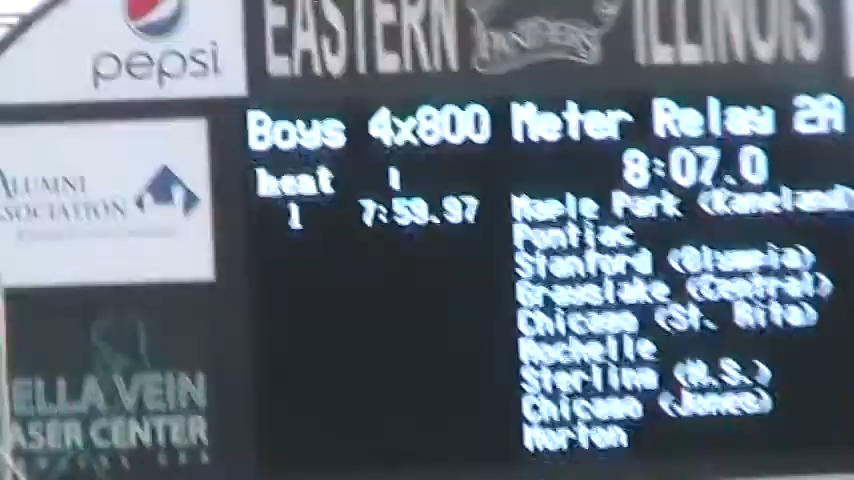 pepsi
EASTERN PANTHERS ILLINOIS
Boys 4x800 Meter Relay 2A
heat 1 8:07.0
1 7:59.97 Maple Park (Kaneland)
Pontiac
Stanford (Olympia)
Grayslake (Central)
Chicago (St. Rita)
Rochelle
Sterling (H.S.)
Chicago (Jones)
Morton
ALUMNI
ASSOCIATION
ELLA VEIN
ASER CENTER